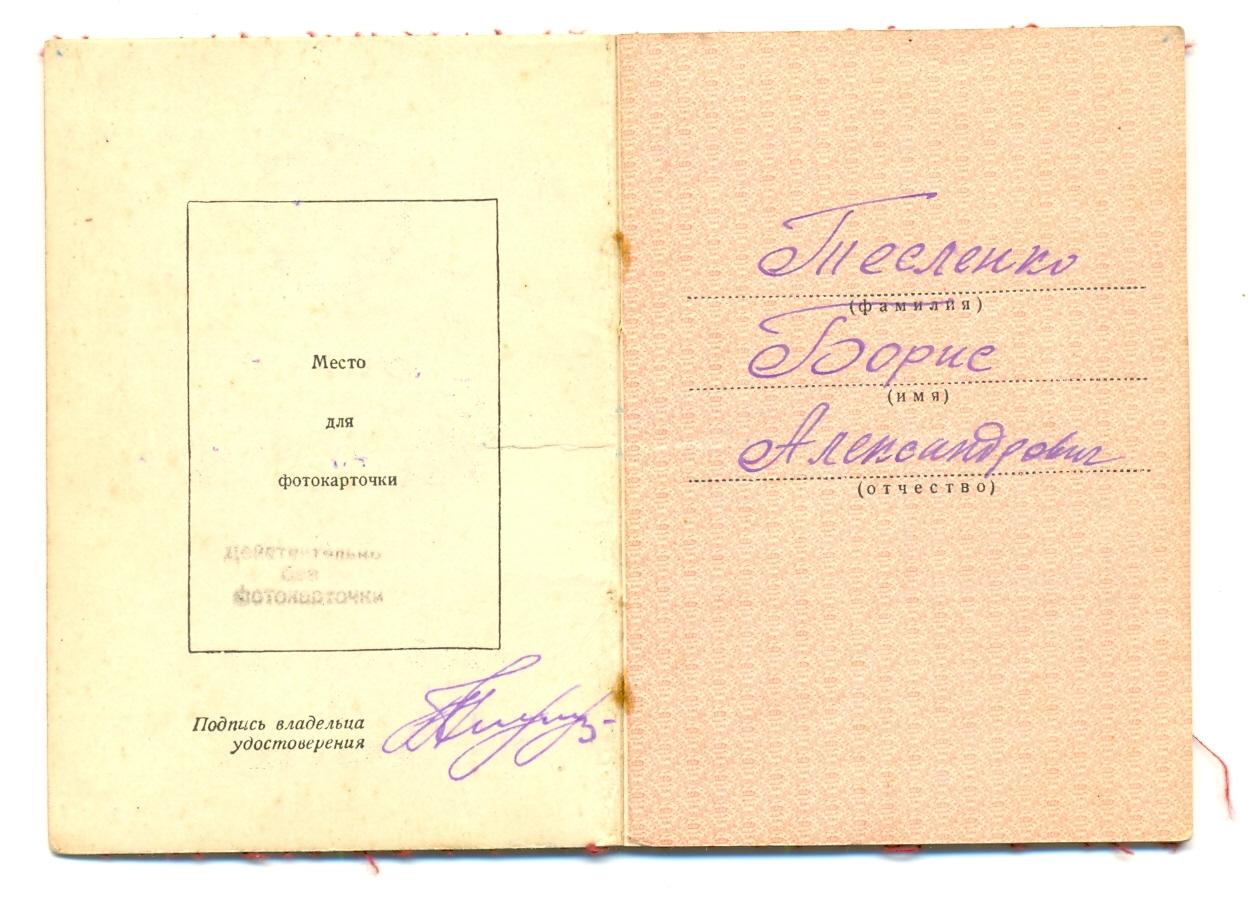 Место
для
фотокарточки
Действительно
без
фотокарточки
Подпись владельца
удостоверения
Тесленко
(фамилия)
Борис
(имя)
Александрович
(отчество)